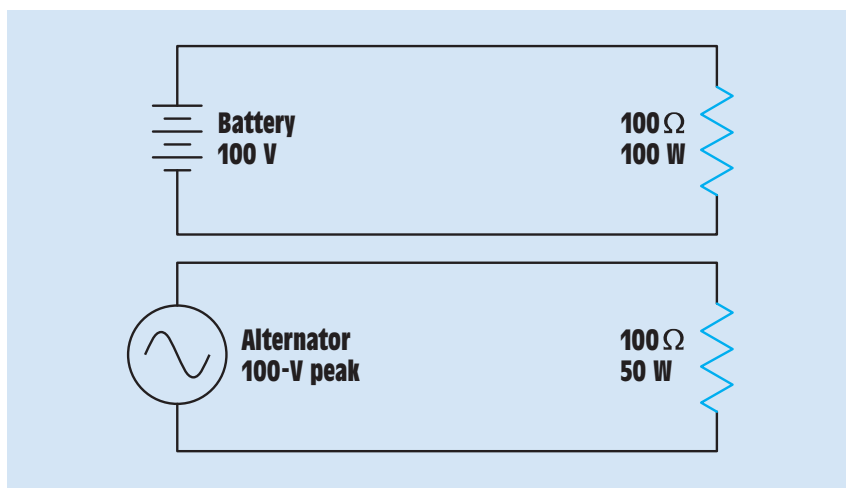 Battery
100 V
100 Ω
100 W
Alternator
100-V peak
100 Ω
50 W